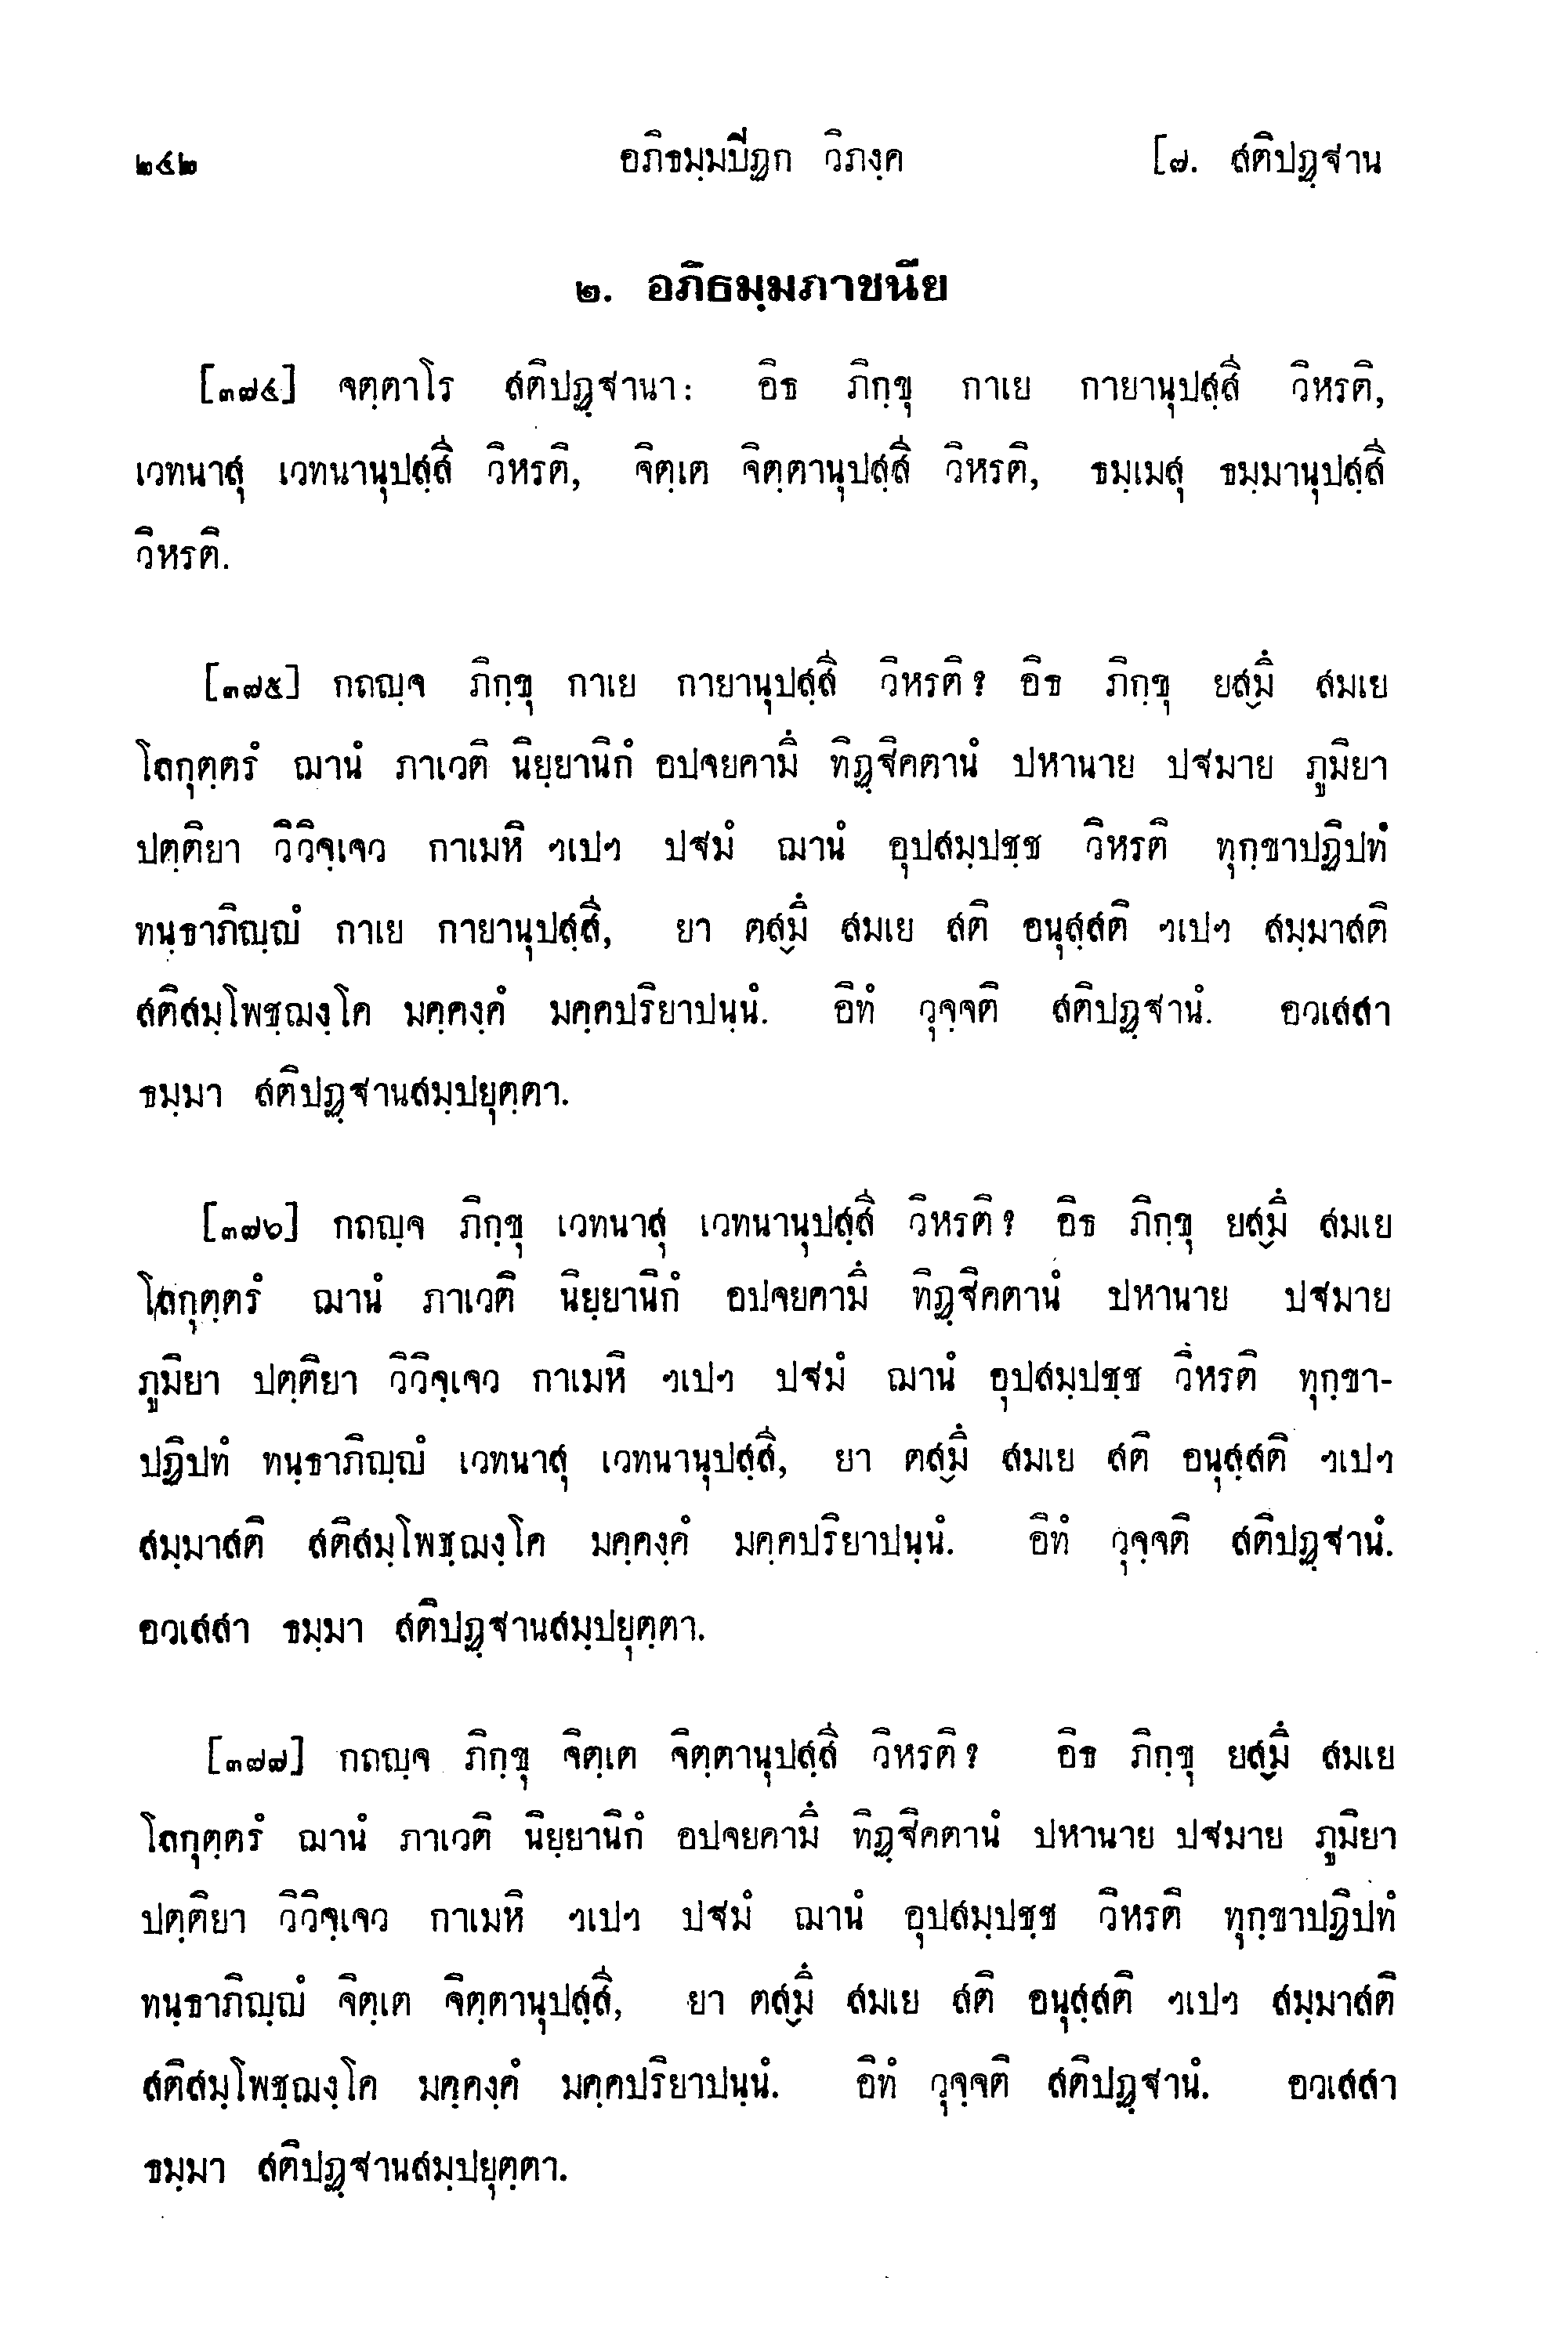 ๒๔๒ อภิธมฺมปิฏก วิภงฺค [๗. สติปฏฺฐาน
๒. อภิธมฺมภาชนีย
[๓๗๔] จตฺตาโร สติปฏฺฐานา: อิธ ภิกฺขุ กาเย กายานุปสฺสี วิหรติ,
เวทนาสุ เวทนานุปสฺสี วิหรติ, จิตฺเต จิตฺตานุปสฺสี วิหรติ, ธมฺเมสุ ธมฺมานุปสฺสี
วิหรติ.
[๓๗๕] กถญฺจ ภิกฺขุ กาเย กายานุปสฺสี วิหรติ? อิธ ภิกฺขุ ยสฺมึ สมเย
โลกุตฺตรํ ฌานํ ภาเวติ นิยฺยานิกํ อปจยคามึ ทิฏฺฐิคตานํ ปหานาย ปฐมาย ภูมิยา
ปตฺติยา วิวิจฺเจว กาเมหิ ฯเปฯ ปฐมํ ฌานํ อุปสมฺปชฺช วิหรติ ทุกฺขาปฏิปทํ
ทนฺธาภิญฺญํ กาเย กายานุปสฺสี, ยา ตสฺมึ สมเย สติ อนุสฺสติ ฯเปฯ สมฺมาสติ
สติสมฺโพชฺฌงฺโค มคฺคงฺคํ มคฺคปริยาปนฺนํ. อิทํ วุจฺจติ สติปฏฺฐานํ. อวเสสา
ธมฺมา สติปฏฺฐานสมฺปยุตฺตา.
[๓๗๖] กถญฺจ ภิกฺขุ เวทนาสุ เวทนานุปสฺสี วิหรติ? อิธ ภิกฺขุ ยสฺมึ สมเย
โลกุตฺตรํ ฌานํ ภาเวติ นิยฺยานิกํ อปจยคามึ ทิฏฺฐิคตานํ ปหานาย ปฐมาย
ภูมิยา ปตฺติยา วิวิจฺเจว กาเมหิ ฯเปฯ ปฐมํ ฌานํ อุปสมฺปชฺช วิหรติ ทุกฺขา-
ปฏิปทํ ทนฺธาภิญฺญํ เวทนาสุ เวทนานุปสฺสี, ยา ตสฺมึ สมเย สติ อนุสฺสติ ฯเปฯ
สมฺมาสติ สติสมฺโพชฺฌงฺโค มคฺคงฺคํ มคฺคปริยาปนฺนํ. อิทํ วุจฺจติ สติปฏฺฐานํ.
อวเสสา ธมฺมา สติปฏฺฐานสมฺปยุตฺตา.
[๓๗๗] กถญฺจ ภิกฺขุ จิตฺเต จิตฺตานุปสฺสี วิหรติ? อิธ ภิกฺขุ ยสฺมึ สมเย
โลกุตฺตรํ ฌานํ ภาเวติ นิยฺยานิกํ อปจยคามึ ทิฏฺฐิคตานํ ปหานาย ปฐมาย ภูมิยา
ปตฺติยา วิวิจฺเจว กาเมหิ ฯเปฯ ปฐมํ ฌานํ อุปสมฺปชฺช วิหรติ ทุกฺขาปฏิปทํ
ทนฺธาภิญฺญํ จิตฺเต จิตฺตานุปสฺสี, ยา ตสฺมึ สมเย สติ อนุสฺสติ ฯเปฯ สมฺมาสติ
สติสมฺโพชฺฌงฺโค มคฺคงฺคํ มคฺคปริยาปนฺนํ. อิทํ วุจฺจติ สติปฏฺฐานํ. อวเสสา
ธมฺมา สติปฏฺฐานสมฺปยุตฺตา.